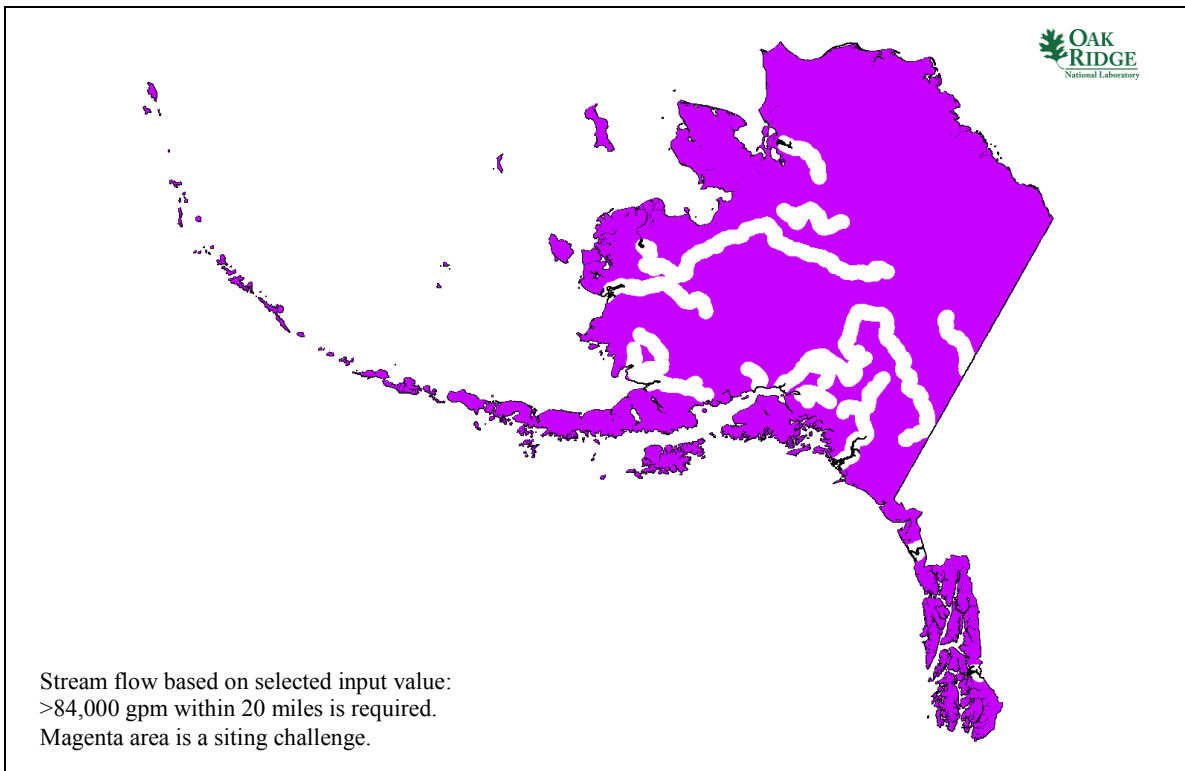 OAK
RIDGE
National Laboratory
Stream flow based on selected input value:
>84,000 gpm within 20 miles is required.
Magenta area is a siting challenge.